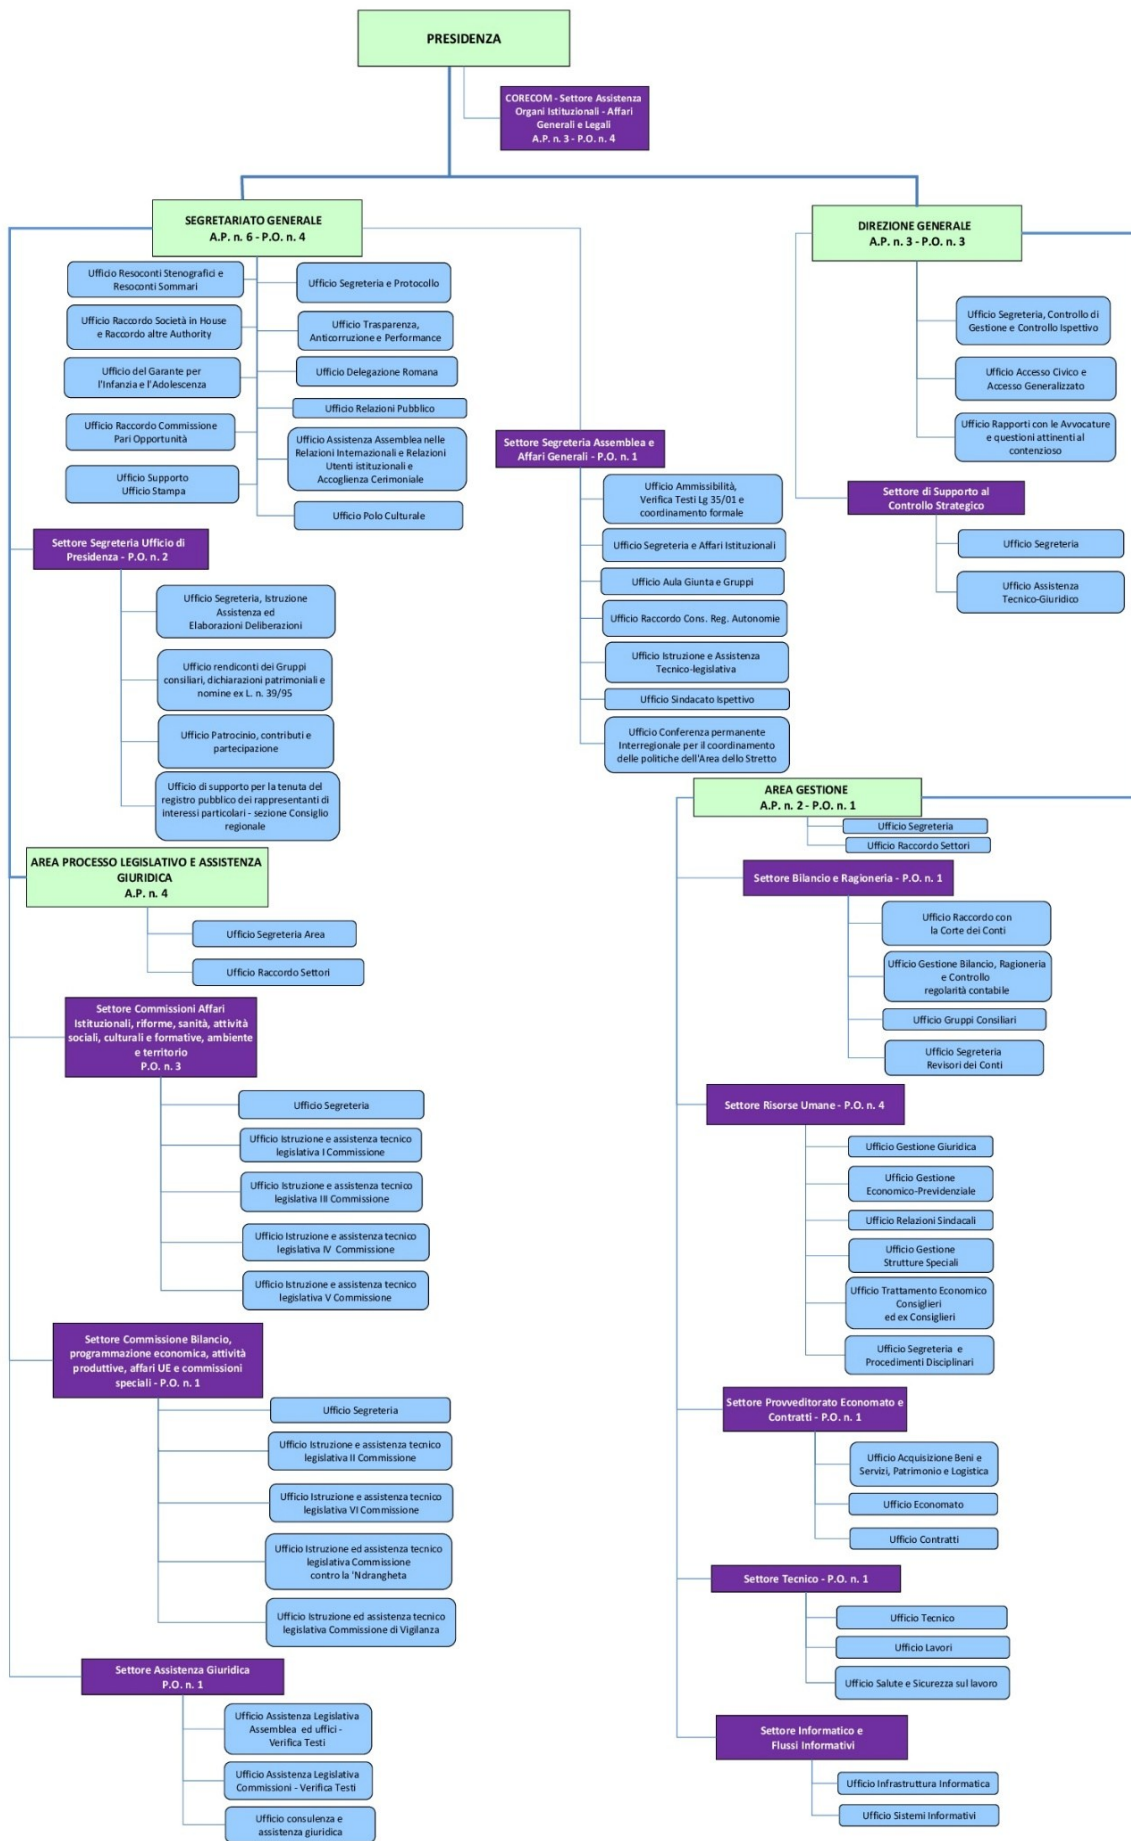 PRESIDENZA
CORECOM - Settore Assistenza
Organi Istituzionali - Affari
Generali e Legali
A.P. n. 3 - P.O. n. 4
SEGRETARIATO GENERALE
A.P. n. 6 - P.O. n. 4
Ufficio Resoconti Stenografici e
Resoconti Sommari
Ufficio Raccordo Società in House
e Raccordo altre Authority
Ufficio del Garante per
l'Infanzia e l'Adolescenza
Ufficio Raccordo Commissione
Pari Opportunità
Ufficio Supporto
Ufficio Stampa
Ufficio Segreteria e Protocollo
Ufficio Trasparenza,
Anticorruzione e Performance
Ufficio Delegazione Romana
Ufficio Relazioni Pubblico
Ufficio Assistenza Assemblea nelle
Relazioni Internazionali e Relazioni
Utenti istituzionali e
Accoglienza Cerimoniale
Ufficio Polo Culturale
Settore Segreteria Ufficio di
Presidenza - P.O. n. 2
Ufficio Segreteria, Istruzione
Assistenza ed
Elaborazioni Deliberazioni
Ufficio rendiconti dei Gruppi
consiliari, dichiarazioni patrimoniali e
nomine ex L. n. 39/95
Ufficio Patrocinio, contributi e
partecipazione
Ufficio di supporto per la tenuta del
registro pubblico dei rappresentanti di
interessi particolari - sezione Consiglio
regionale
Settore Segreteria Assemblea e
Affari Generali - P.O. n. 1
Ufficio Ammissibilità,
Verifica Testi Lg 35/01 e
coordinamento formale
Ufficio Segreteria e Affari Istituzionali
Ufficio Aula Giunta e Gruppi
Ufficio Raccordo Cons. Reg. Autonomie
Ufficio Istruzione e Assistenza
Tecnico-legislativa
Ufficio Sindacato Ispettivo
Ufficio Conferenza permanente
Interregionale per il coordinamento
delle politiche dell'Area dello Stretto
AREA PROCESSO LEGISLATIVO E ASSISTENZA
GIURIDICA
A.P. n. 4
Ufficio Segreteria Area
Ufficio Raccordo Settori
Settore Commissioni Affari
Istituzionali, riforme, sanità, attività
sociali, culturali e formative, ambiente
e territorio
P.O. n. 3
Ufficio Segreteria
Ufficio Istruzione e assistenza tecnico
legislativa I Commissione
Ufficio Istruzione e assistenza tecnico
legislativa III Commissione
Ufficio Istruzione e assistenza tecnico
legislativa IV Commissione
Ufficio Istruzione e assistenza tecnico
legislativa V Commissione
Settore Commissione Bilancio,
programmazione economica, attività
produttive, affari UE e commissioni
speciali - P.O. n. 1
Ufficio Segreteria
Ufficio Istruzione e assistenza tecnico
legislativa II Commissione
Ufficio Istruzione e assistenza tecnico
legislativa VI Commissione
Ufficio Istruzione ed assistenza tecnico
legislativa Commissione
contro la 'Ndrangheta
Ufficio Istruzione ed assistenza tecnico
legislativa Commissione di Vigilanza
Settore Assistenza Giuridica
P.O. n. 1
Ufficio Assistenza Legislativa
Assemblea ed uffici -
Verifica Testi
Ufficio Assistenza Legislativa
Commissioni - Verifica Testi
Ufficio consulenza e
assistenza giuridica
DIREZIONE GENERALE
A.P. n. 3 - P.O. n. 3
Ufficio Segreteria, Controllo di
Gestione e Controllo Ispettivo
Ufficio Accesso Civico e
Accesso Generalizzato
Ufficio Rapporti con le Avvocature
e questioni attinenti al
contenzioso
Settore di Supporto al
Controllo Strategico
Ufficio Segreteria
Ufficio Assistenza
Tecnico-Giuridico
AREA GESTIONE
A.P. n. 2 - P.O. n. 1
Ufficio Segreteria
Ufficio Raccordo Settori
Settore Bilancio e Ragioneria - P.O. n. 1
Ufficio Raccordo con
la Corte dei Conti
Ufficio Gestione Bilancio, Ragioneria
e Controllo
regolarità contabile
Ufficio Gruppi Consiliari
Ufficio Segreteria
Revisori dei Conti
Settore Risorse Umane - P.O. n. 4
Ufficio Gestione Giuridica
Ufficio Gestione
Economico-Previdenziale
Ufficio Relazioni Sindacali
Ufficio Gestione
Strutture Speciali
Ufficio Trattamento Economico
Consiglieri
ed ex Consiglieri
Ufficio Segreteria e
Procedimenti Disciplinari
Settore Provveditorato Economato e
Contratti - P.O. n. 1
Ufficio Acquisizione Beni e
Servizi, Patrimonio e Logistica
Ufficio Economato
Ufficio Contratti
Settore Tecnico - P.O. n. 1
Ufficio Tecnico
Ufficio Lavori
Ufficio Salute e Sicurezza sul lavoro
Settore Informatico e
Flussi Informativi
Ufficio Infrastruttura Informatica
Ufficio Sistemi Informativi